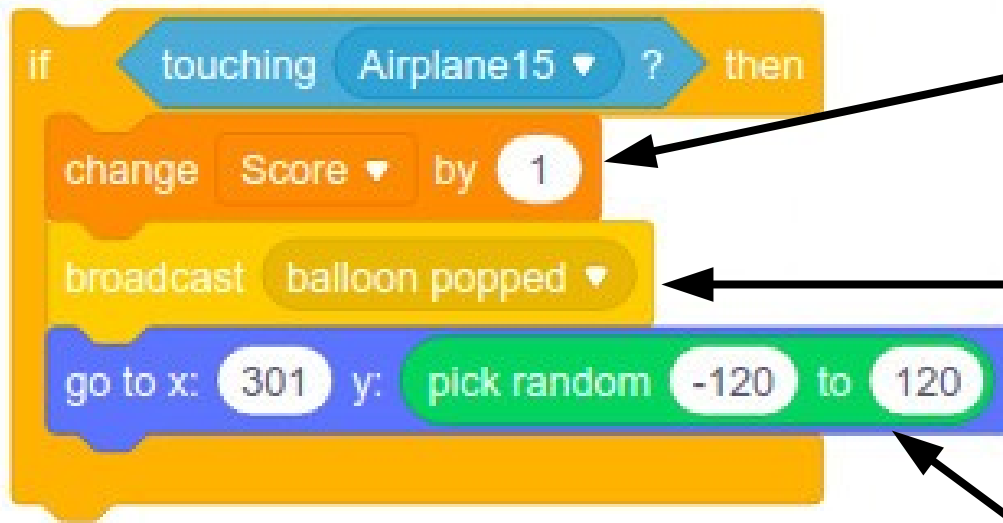 if touching Airplane15 ? then
change Score by 1
broadcast balloon popped
go to x: 301 y: pick random -120 to 120